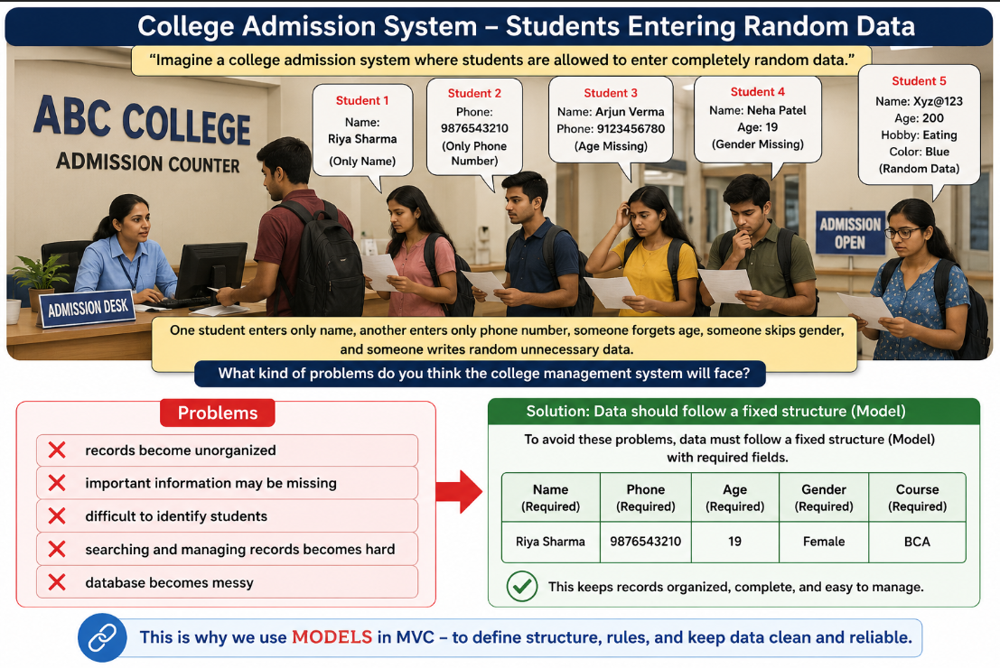 College Admission System – Students Entering Random Data
“Imagine a college admission system where students are allowed to enter completely random data.”
ABC COLLEGE
ADMISSION COUNTER
Student 1
Name:
Riya Sharma
(Only Name)
Student 2
Phone:
9876543210
(Only Phone
Number)
Student 3
Name: Arjun Verma
Phone: 9123456780
(Age Missing)
Student 4
Name: Neha Patel
Age: 19
(Gender Missing)
Student 5
Name: Xyz@123
Age: 200
Hobby: Eating
Color: Blue
(Random Data)
ADMISSION
OPEN
ADMISSION DESK
One student enters only name, another enters only phone number, someone forgets age, someone skips gender,
and someone writes random unnecessary data.
What kind of problems do you think the college management system will face?
Problems
records become unorganized
important information may be missing
difficult to identify students
searching and managing records becomes hard
database becomes messy
Solution: Data should follow a fixed structure (Model)
To avoid these problems, data must follow a fixed structure (Model)
with required fields.
Name Phone Age Gender Course
(Required) (Required) (Required) (Required) (Required)
Riya Sharma 9876543210 19 Female BCA
This keeps records organized, complete, and easy to manage.
This is why we use MODELS in MVC – to define structure, rules, and keep data clean and reliable.